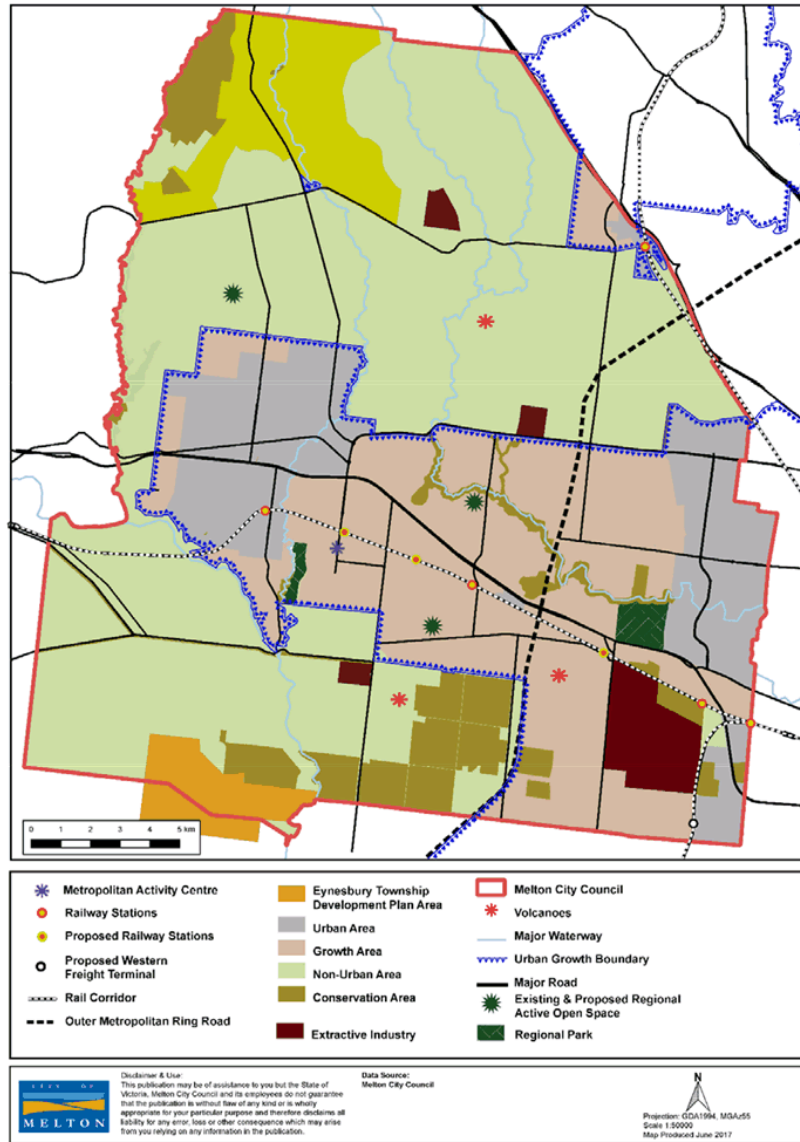 0 1 2 3 4 5 km
Metropolitan Activity Centre
Railway Stations
Proposed Railway Stations
Proposed Western
Freight Terminal
Rail Corridor
Outer Metropolitan Ring Road
Eynesbury Township
Development Plan Area
Urban Area
Growth Area
Non-Urban Area
Conservation Area
Extractive Industry
Melton City Council
Volcanoes
Major Waterway
Urban Growth Boundary
Major Road
Existing & Proposed Regional
Active Open Space
Regional Park
CITY OF
MELTON
Disclaimer & Use:
This publication may be of assistance to you but the State of
Victoria, Melton City Council and its employees do not guarantee
that the publication is without flaw of any kind or is wholly
appropriate for your particular purpose and therefore disclaims all
liability for any error, loss or other consequence which may arise
from you relying on any information in the publication.
Data Source:
Melton City Council
N
Projection: GDA1994, MGAz55
Scale 1:50000
Map Produced June 2017